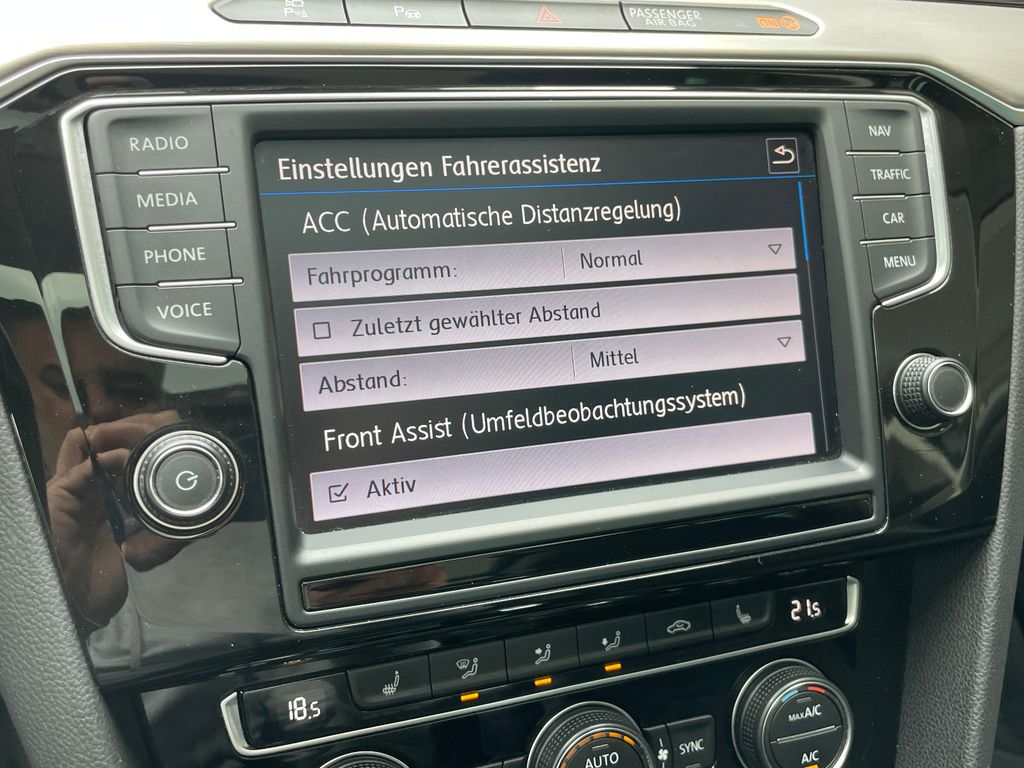 P
PASSENGER
AIR BAG
ON
RADIO
MEDIA
PHONE
VOICE
Einstellungen Fahrerassistenz
ACC (Automatische Distanzregelung)
Fahrprogramm: Normal
Zuletzt gewählter Abstand
Abstand: Mittel
Front Assist (Umfeldbeobachtungssystem)
Aktiv
NAV
TRAFFIC
CAR
MENU
18.5
21.5
AUTO
SYNC
MAX A/C
A/C